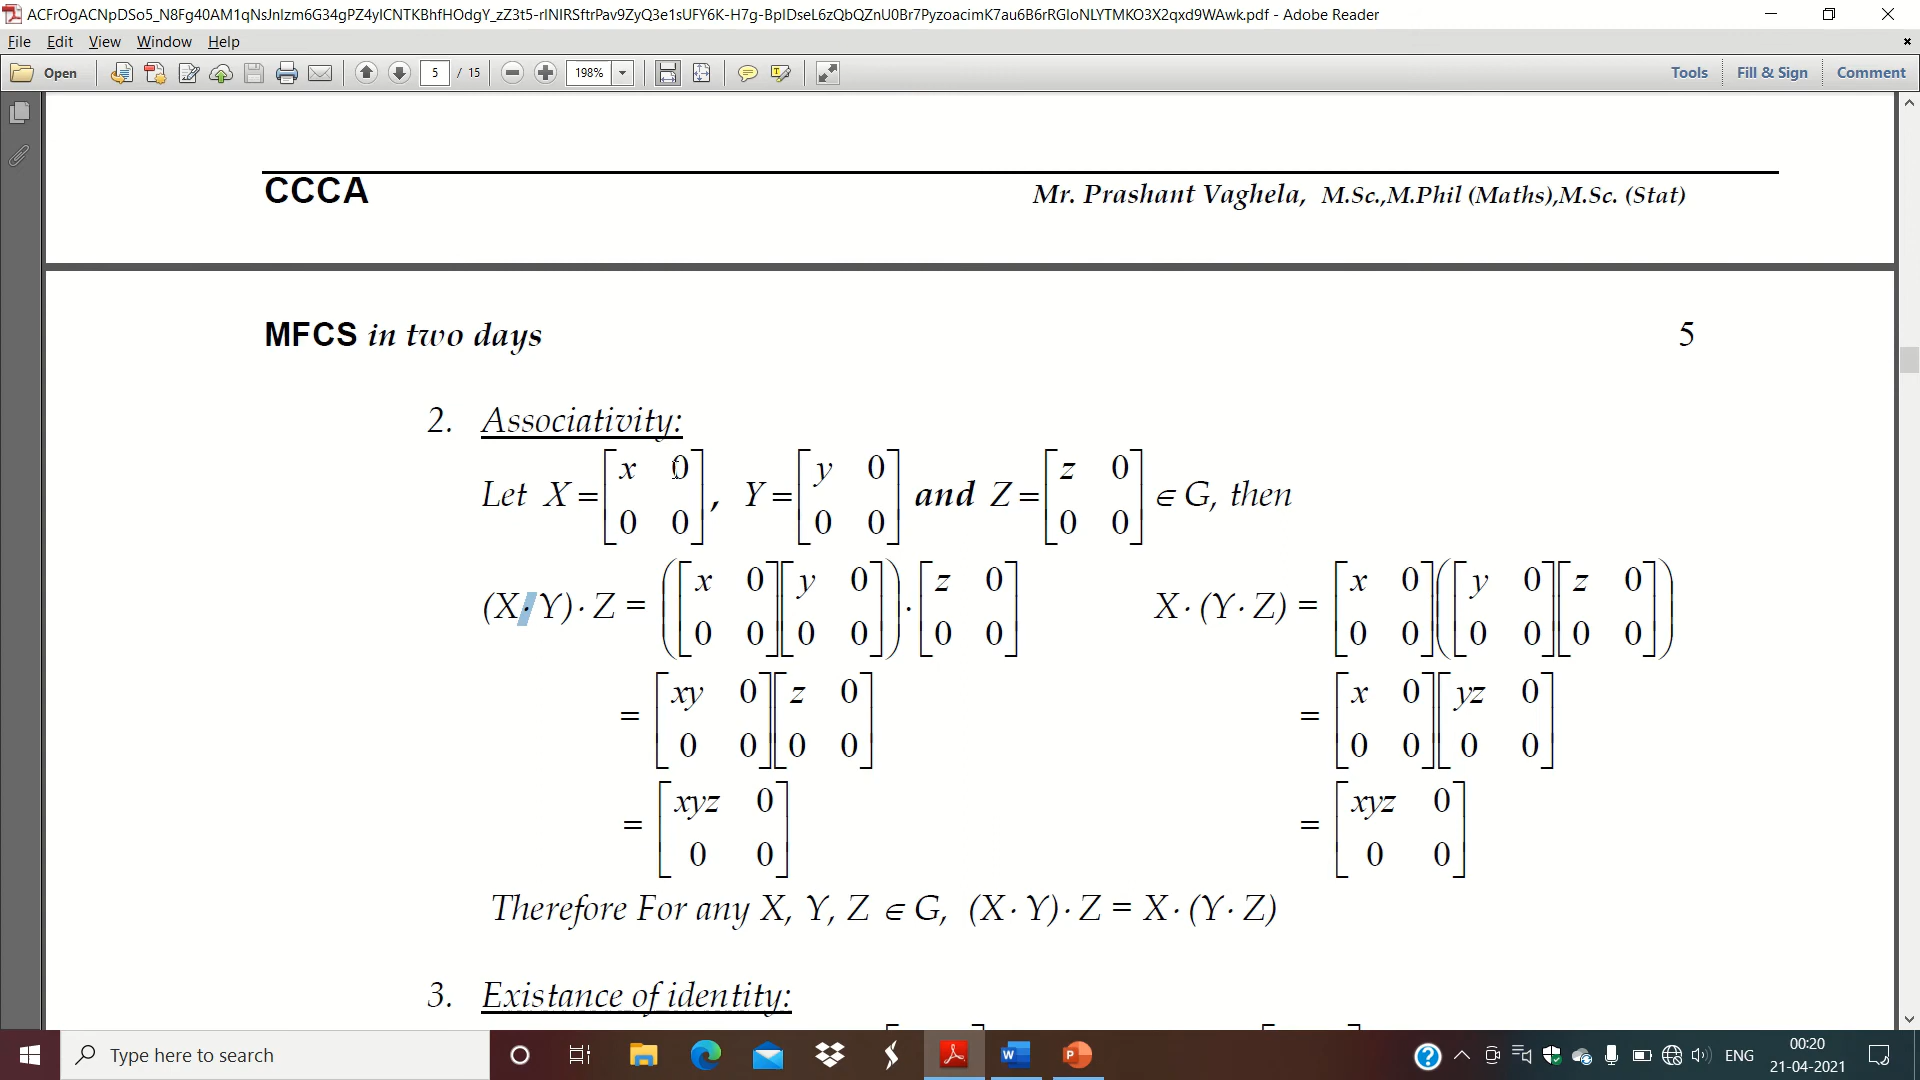 ACFrOgACNpDSo5_N8Fg40AM1qNsJnIzm6G34gPZ4yICNTKBhfHOdgY_zZ3t5-rINIRSftrPav9ZyQ3e1sUFY6K-H7g-BpIDseL6zQbQZnU0Br7PyzoacimK7au6B6rRGIoNLYTMKO3X2qxd9WAwk.pdf - Adobe Reader
File Edit View Window Help
Open 5 / 15 198% Tools Fill & Sign Comment
CCCA Mr. Prashant Vaghela, M.Sc.,M.Phil (Maths),M.Sc. (Stat)
MFCS in two days 5
2. Associativity:
Let X = [x 0; 0 0], Y = [y 0; 0 0] and Z = [z 0; 0 0] ∈ G, then
(X · Y) · Z = ([x 0; 0 0][y 0; 0 0]) · [z 0; 0 0] X · (Y · Z) = [x 0; 0 0]([y 0; 0 0][z 0; 0 0])
= [xy 0; 0 0][z 0; 0 0] = [x 0; 0 0][yz 0; 0 0]
= [xyz 0; 0 0] = [xyz 0; 0 0]
Therefore For any X, Y, Z ∈ G, (X · Y) · Z = X · (Y · Z)
3. Existance of identity:
Type here to search
ENG
00:20
21-04-2021